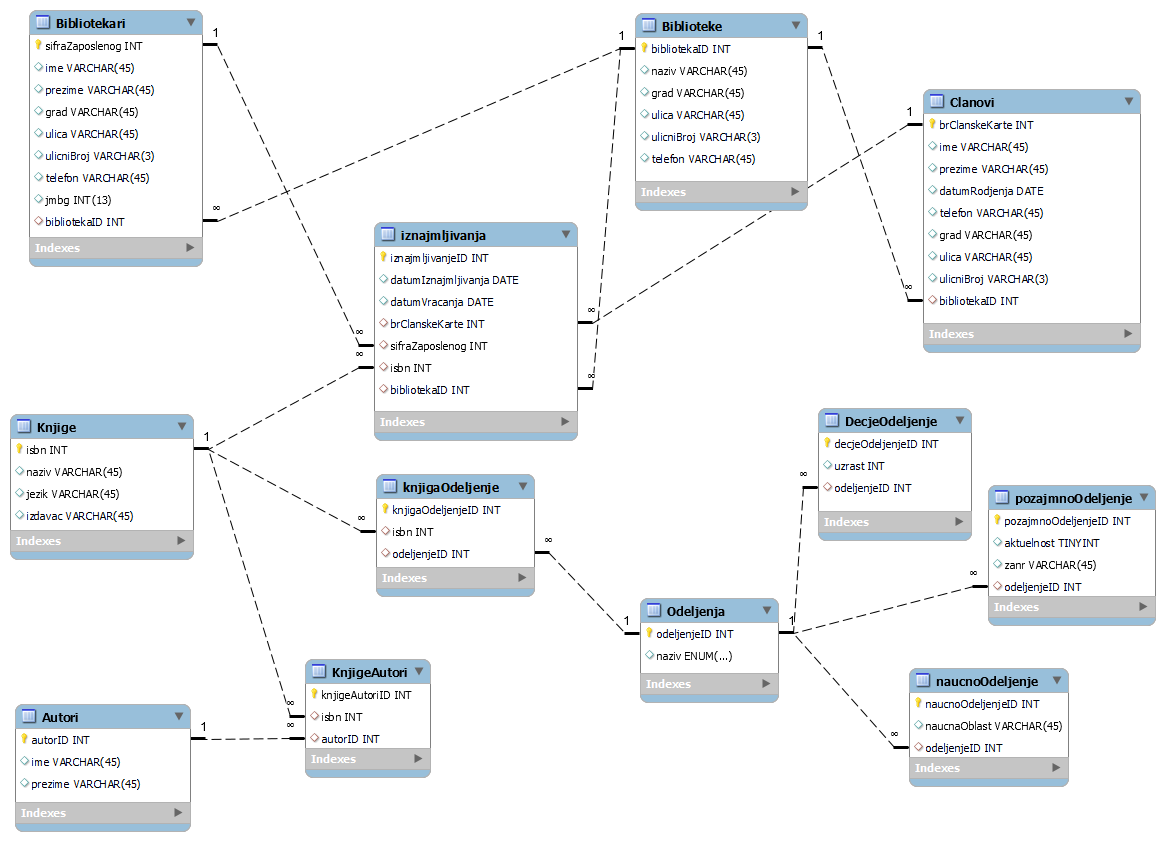 Bibliotekari
sifraZaposlenog INT
ime VARCHAR(45)
prezime VARCHAR(45)
grad VARCHAR(45)
ulica VARCHAR(45)
ulicniBroj VARCHAR(3)
telefon VARCHAR(45)
jmbg INT(13)
bibliotekaID INT
Indexes
1
∞
Biblioteke
bibliotekaID INT
naziv VARCHAR(45)
grad VARCHAR(45)
ulica VARCHAR(45)
ulicniBroj VARCHAR(3)
telefon VARCHAR(45)
Indexes
1
1
Clanovi
brClanskeKarte INT
ime VARCHAR(45)
prezime VARCHAR(45)
datumRodjenja DATE
telefon VARCHAR(45)
grad VARCHAR(45)
ulica VARCHAR(45)
ulicniBroj VARCHAR(3)
bibliotekaID INT
Indexes
1
∞
iznajmljivanja
iznajmljivanjeID INT
datumIznajmljivanja DATE
datumVracanja DATE
brClanskeKarte INT
sifraZaposlenog INT
isbn INT
bibliotekaID INT
Indexes
∞
∞
∞
∞
Knjige
isbn INT
naziv VARCHAR(45)
jezik VARCHAR(45)
izdavac VARCHAR(45)
Indexes
1
knjigaOdeljenje
knjigaOdeljenjeID INT
isbn INT
odeljenjeID INT
Indexes
∞
∞
DecjeOdeljenje
decjeOdeljenjeID INT
uzrast INT
odeljenjeID INT
Indexes
∞
pozajmnoOdeljenje
pozajmnoOdeljenjeID INT
aktuelnost TINYINT
zanr VARCHAR(45)
odeljenjeID INT
Indexes
∞
Odeljenja
odeljenjeID INT
naziv ENUM(...)
Indexes
1
1
KnjigeAutori
knjigeAutoriID INT
isbn INT
autorID INT
Indexes
∞
∞
naucnoOdeljenje
naucnoOdeljenjeID INT
naucnaOblast VARCHAR(45)
odeljenjeID INT
Indexes
∞
Autori
autorID INT
ime VARCHAR(45)
prezime VARCHAR(45)
Indexes
1